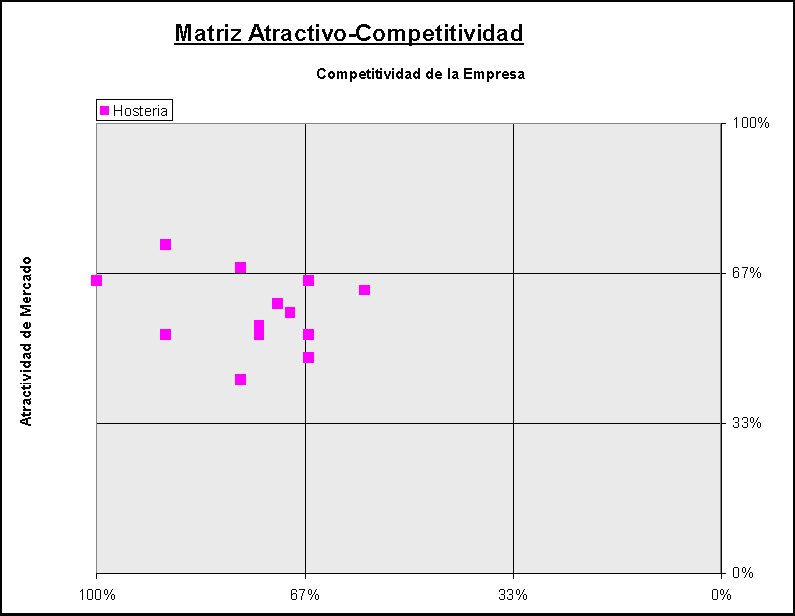 Matriz Atractivo-Competitividad
Competitividad de la Empresa
Hosteria
100%
67%
33%
0%
Atractividad de Mercado
100%
67%
33%
0%